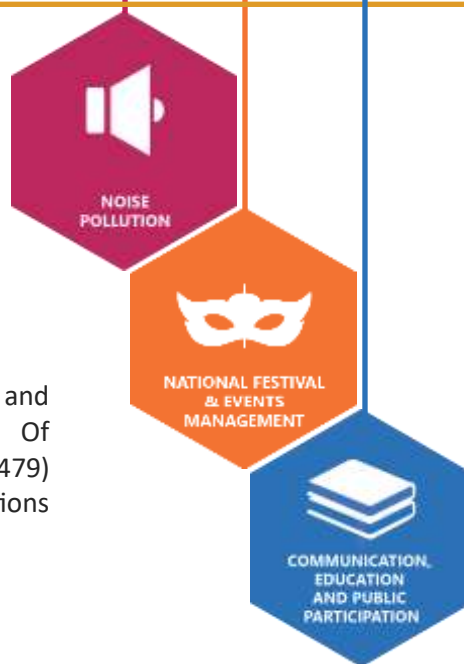 NOISE
POLLUTION
NATIONAL FESTIVAL
& EVENTS
MANAGEMENT
and
Of
479)
ions
COMMUNICATION,
EDUCATION
AND PUBLIC
PARTICIPATION